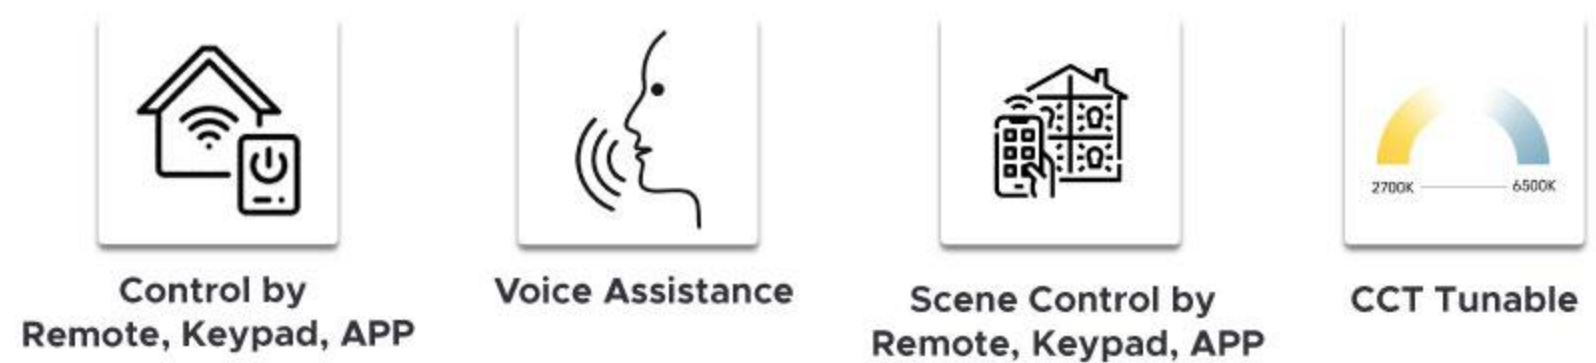 2700K
6500K
Control by
Remote, Keypad, APP
Voice Assistance
Scene Control by
Remote, Keypad, APP
CCT Tunable